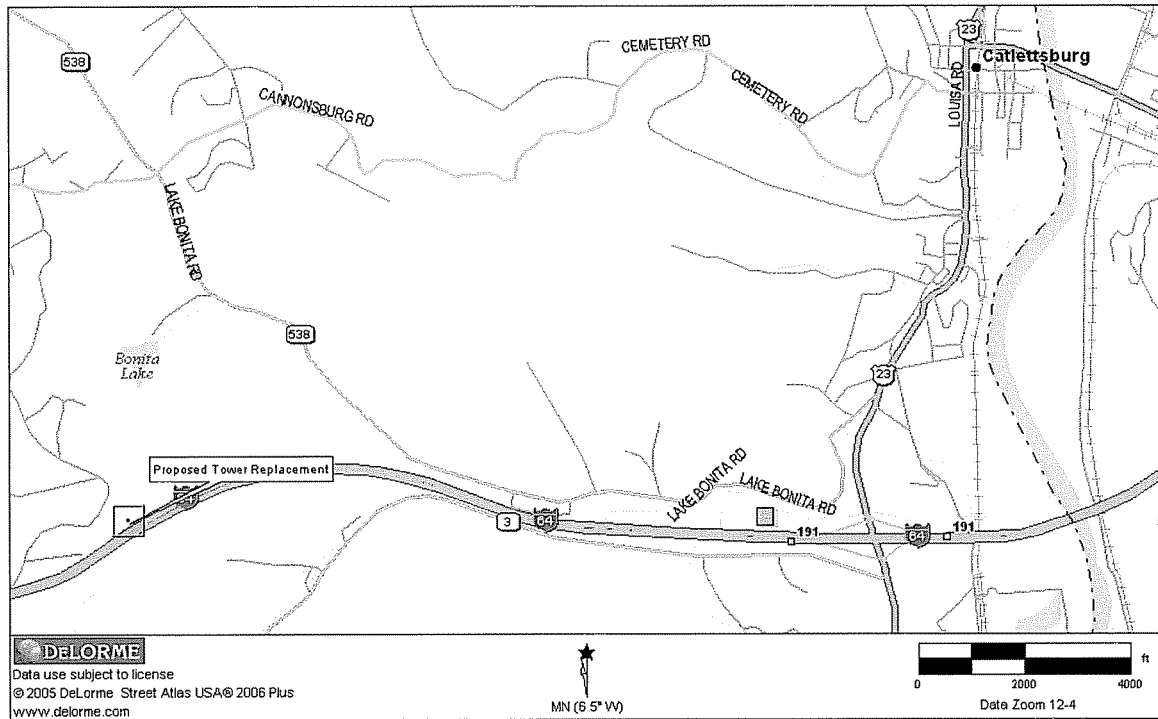 23
Catlettsburg
538
CEMETERY RD
CEMETERY RD
CANNONSBURG RD
LOUISA RD
LAKE BONITA RD
538
Bonita
Lake
23
Proposed Tower Replacement
LAKE BONITA RD
LAKE BONITA RD
3
64
191
64
191
DELORME
Data use subject to license
© 2005 DeLorme Street Atlas USA® 2006 Plus
www.delorme.com
MN (6.5° W)
ft
0 2000 4000
Data Zoom 12-4